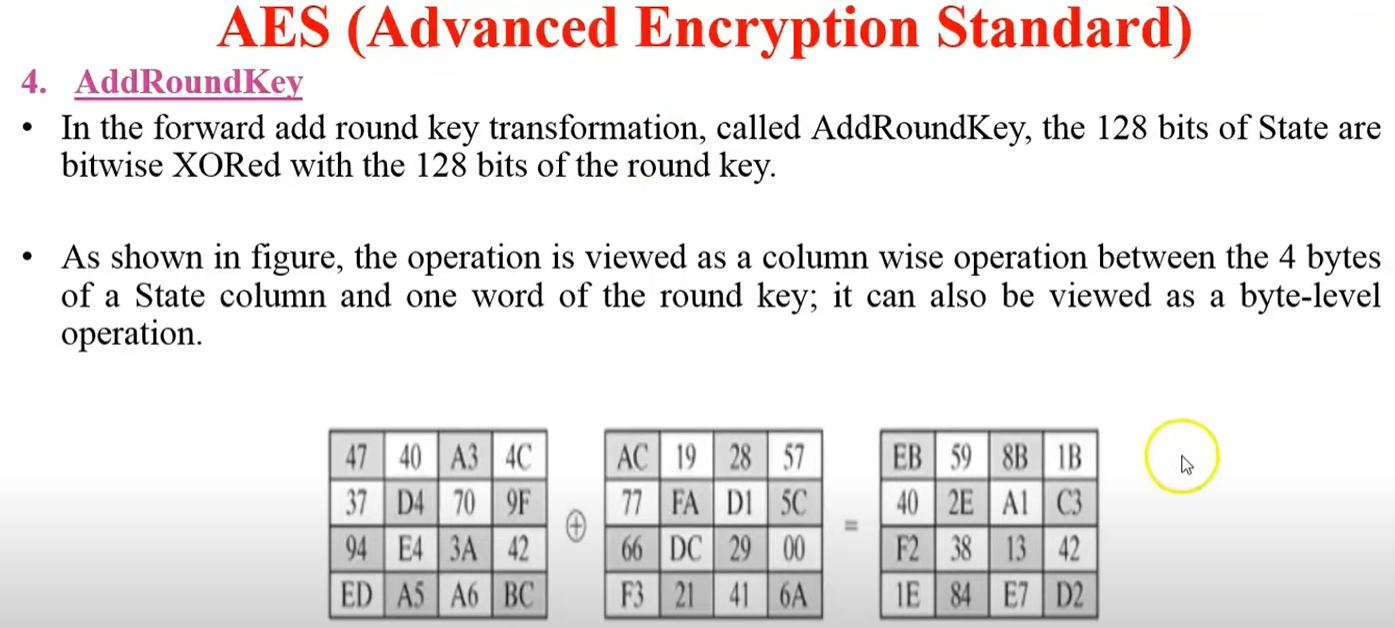 AES (Advanced Encryption Standard)
4. AddRoundKey
• In the forward add round key transformation, called AddRoundKey, the 128 bits of State are
bitwise XORed with the 128 bits of the round key.
• As shown in figure, the operation is viewed as a column wise operation between the 4 bytes
of a State column and one word of the round key; it can also be viewed as a byte-level
operation.
47 40 A3 4C AC 19 28 57 EB 59 8B 1B
37 D4 70 9F 77 FA D1 5C 40 2E A1 C3
⊕ =
94 E4 3A 42 66 DC 29 00 F2 38 13 42
ED A5 A6 BC F3 21 41 6A 1E 84 E7 D2